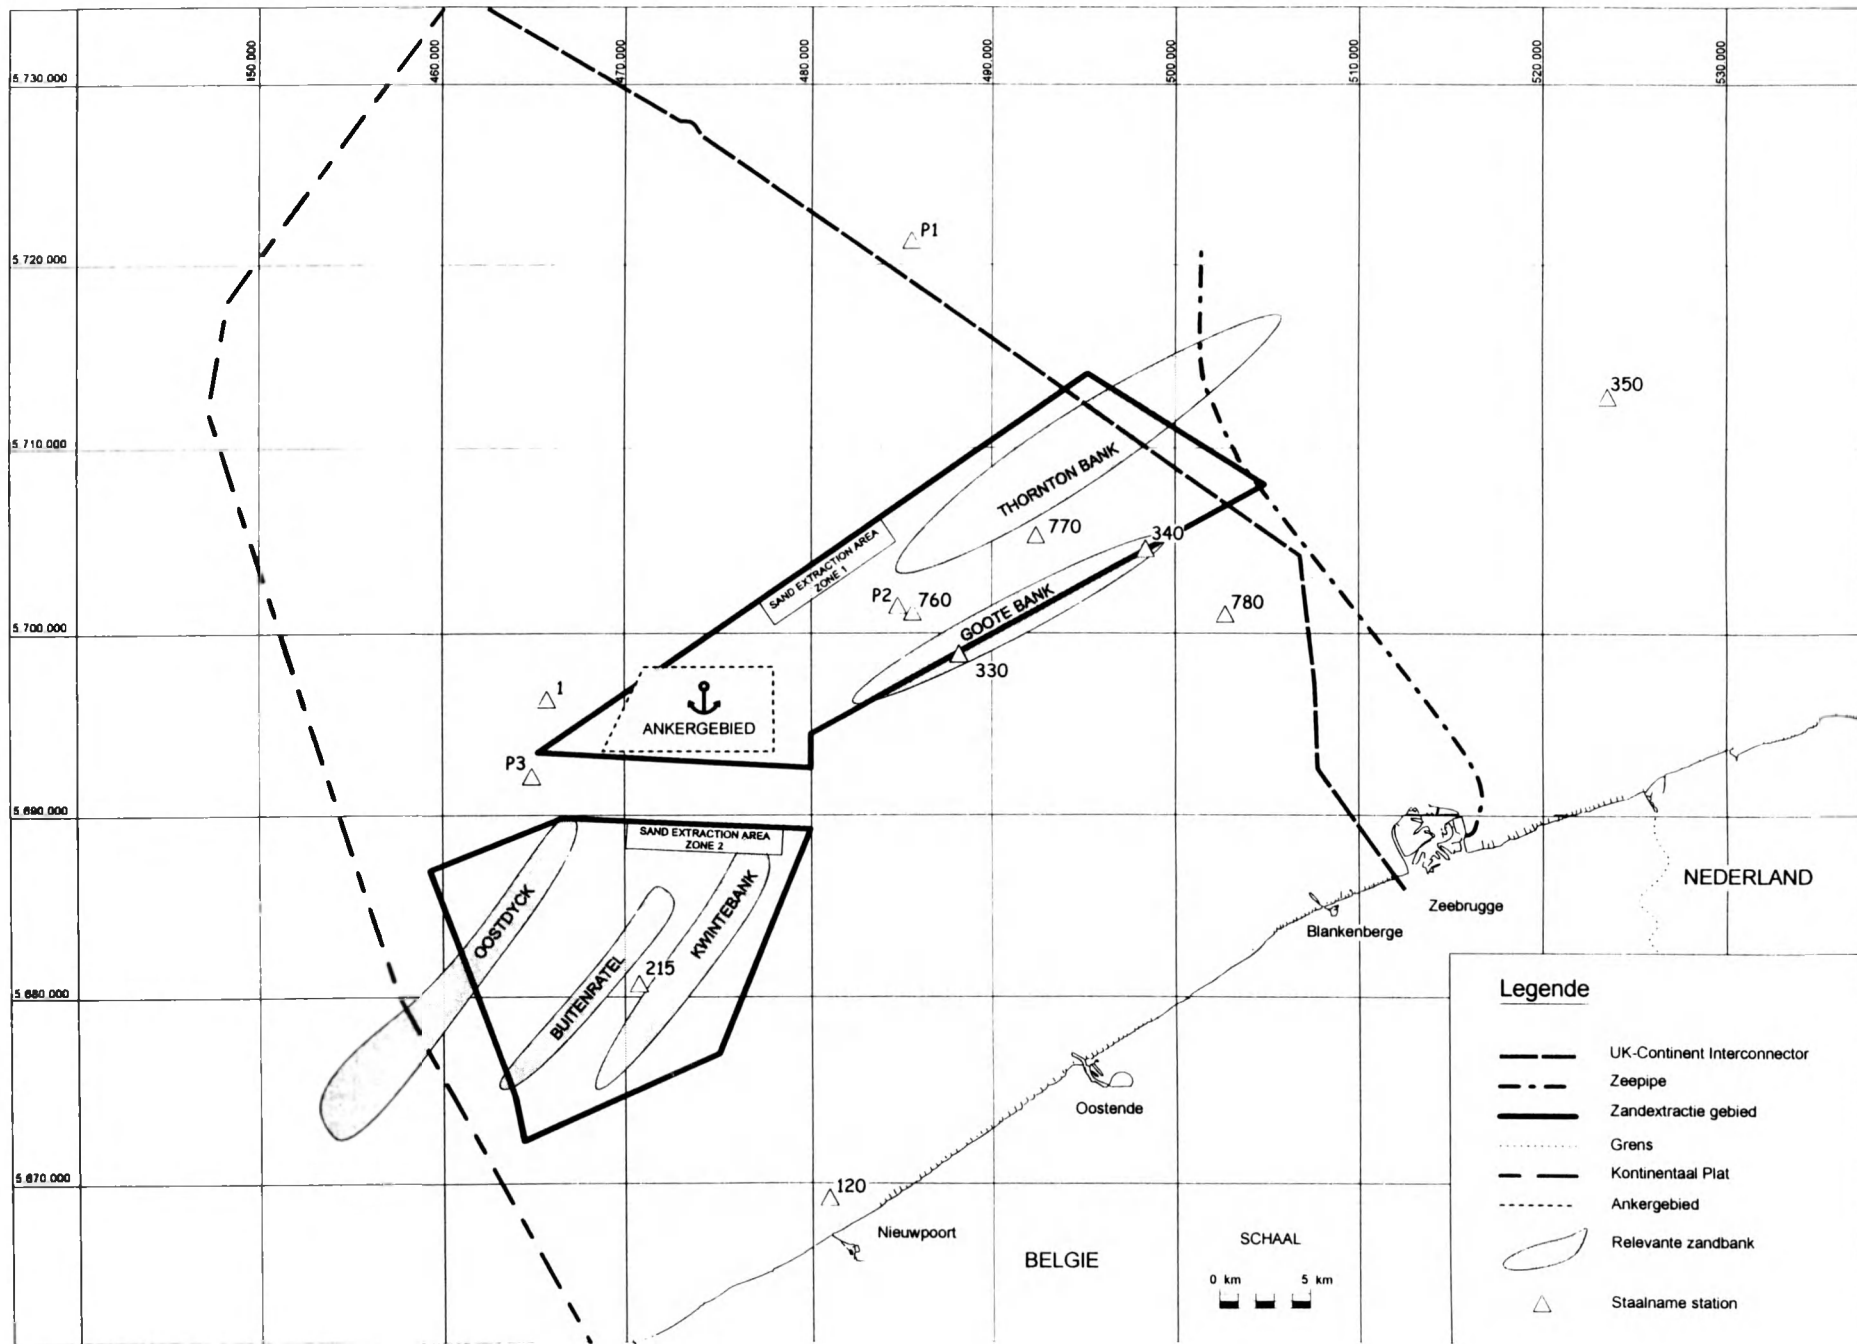 150.000
460.000
470.000
480.000
490.000
500.000
510.000
520.000
530.000
5.730.000
5.720.000
5.710.000
5.700.000
5.690.000
5.680.000
5.670.000
P1
350
THORNTON BANK
770
340
SAND EXTRACTION AREA
ZONE 1
P2
760
GOOTE BANK
780
330
1
ANKERGEBIED
P3
SAND EXTRACTION AREA
ZONE 2
OOSTDYCK
BUITENRATEL
KWINTEBANK
215
NEDERLAND
Zeebrugge
Blankenberge
Oostende
120
Nieuwpoort
BELGIE
SCHAAL
0 km 5 km
Legende
UK-Continent Interconnector
Zeepipe
Zandextractie gebied
Grens
Kontinentaal Plat
Ankergebied
Relevante zandbank
Staalname station